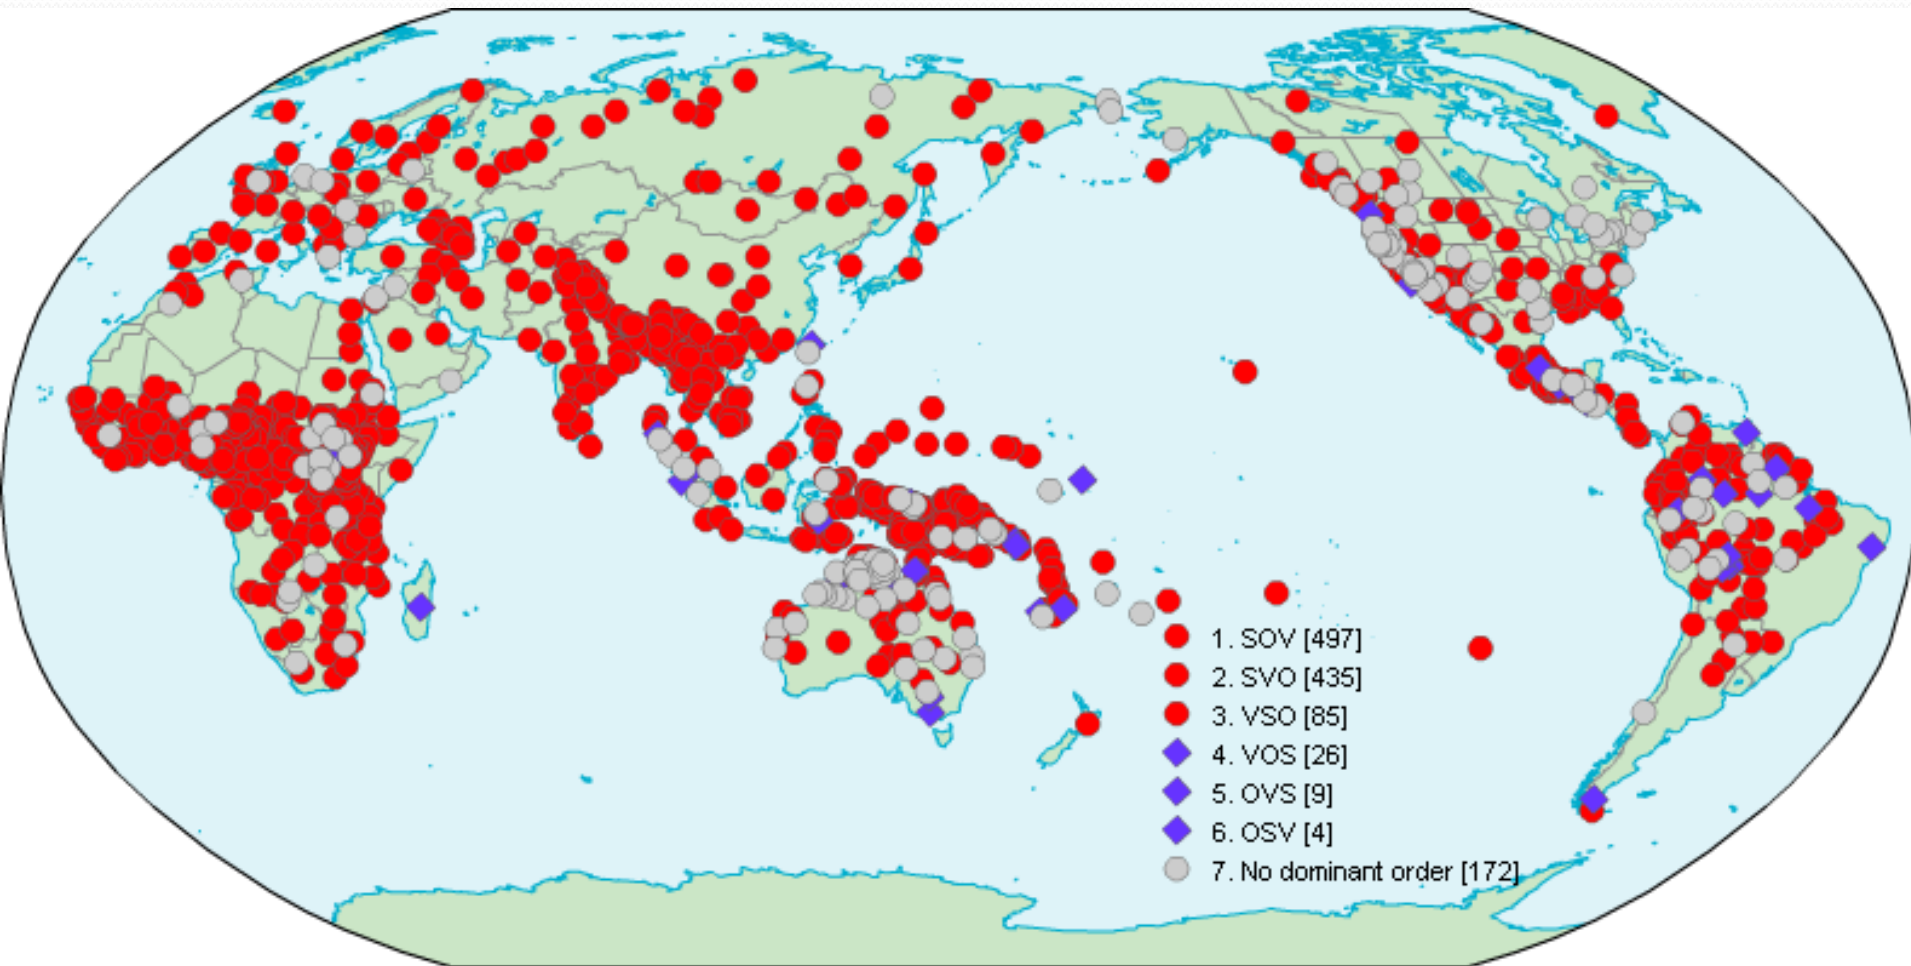 1. SOV [497]
2. SVO [435]
3. VSO [85]
4. VOS [26]
5. OVS [9]
6. OSV [4]
7. No dominant order [172]